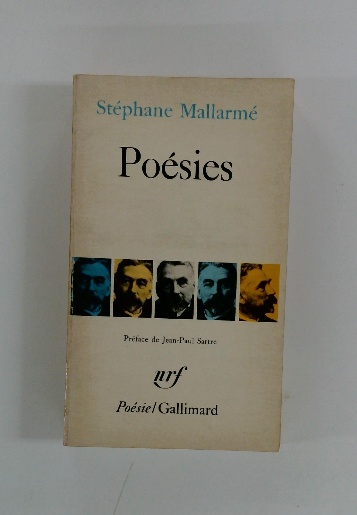 Stéphane Mallarmé
Poésies
Préface de Jean-Paul Sartre
nrf
Poésie/Gallimard